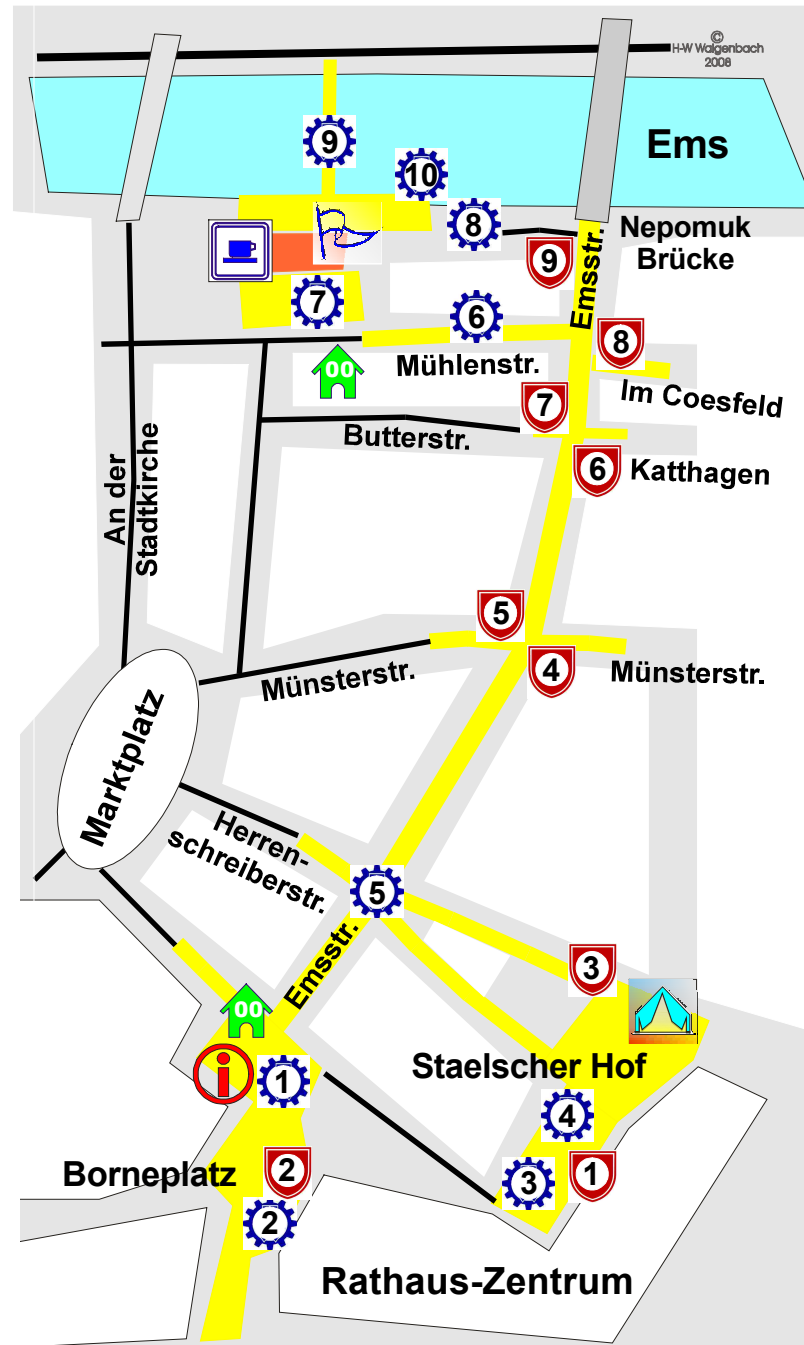 ©
H-W Walgenbach
2008
Ems
9
10
8
Nepomuk
Brücke
9
Emsstr.
7
6
8
Mühlenstr.
00
Im Coesfeld
7
Butterstr.
6
Katthagen
An der
Stadtkirche
5
4
Münsterstr.
Münsterstr.
Marktplatz
Herren-
schreiberstr.
5
Emsstr.
3
00
i
1
Staelscher Hof
4
Borneplatz
2
3
1
2
Rathaus-Zentrum